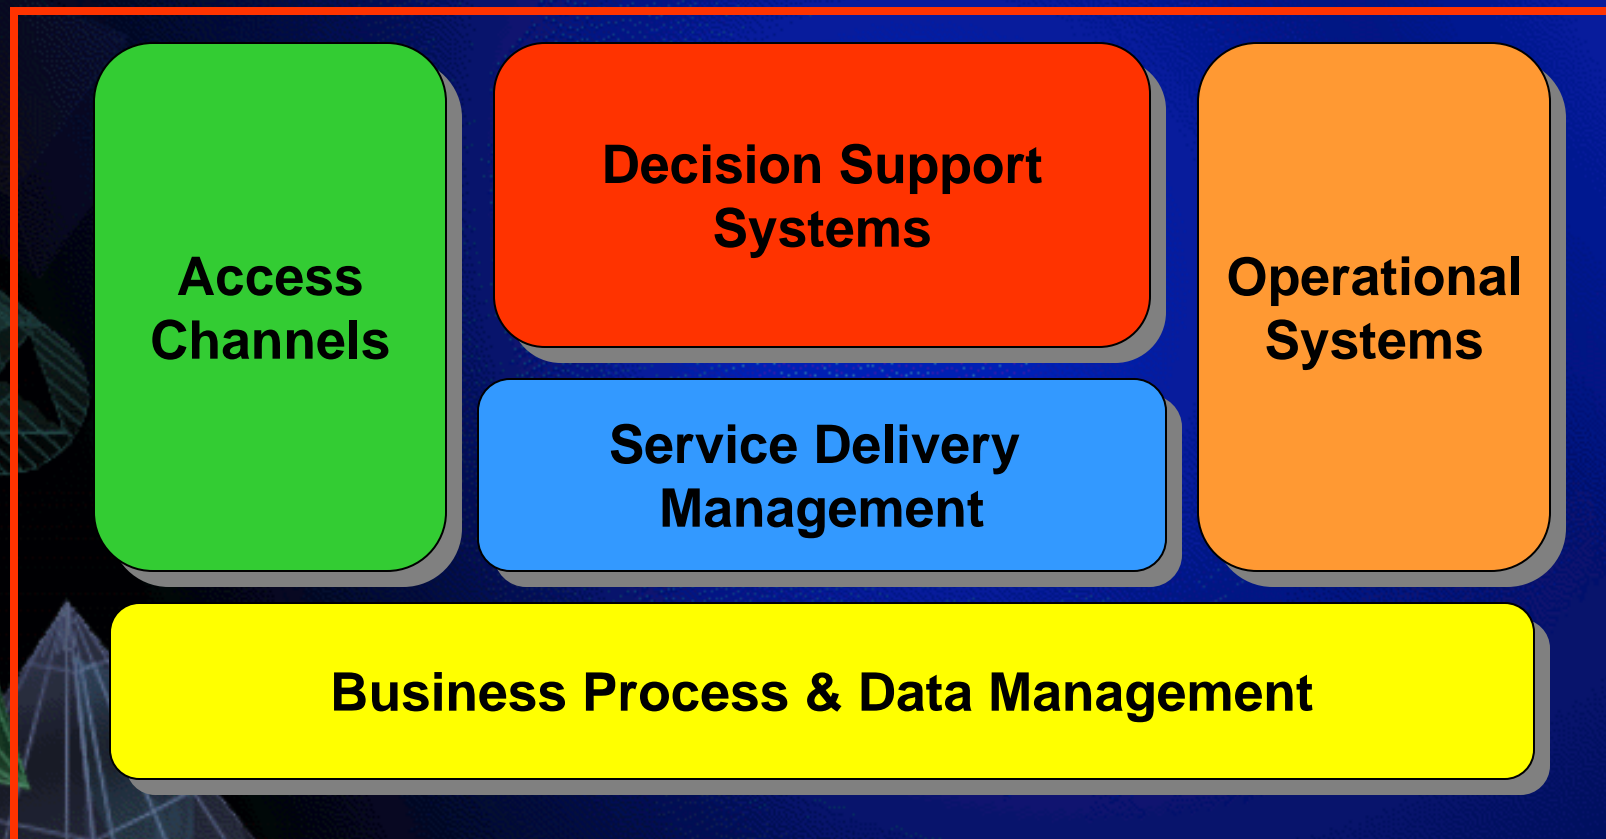 Access
Channels
Decision Support
Systems
Service Delivery
Management
Operational
Systems
Business Process & Data Management